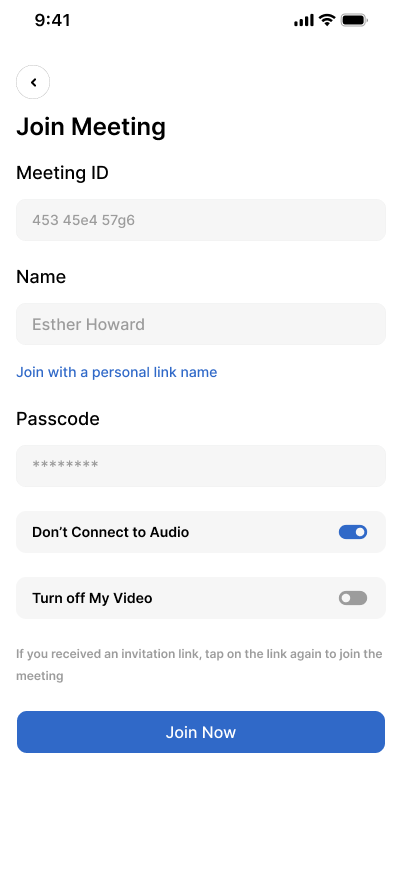 9:41
Join Meeting
Meeting ID
453 45e4 57g6
Name
Esther Howard
Join with a personal link name
Passcode
********
Don’t Connect to Audio
Turn off My Video
If you received an invitation link, tap on the link again to join the
meeting
Join Now